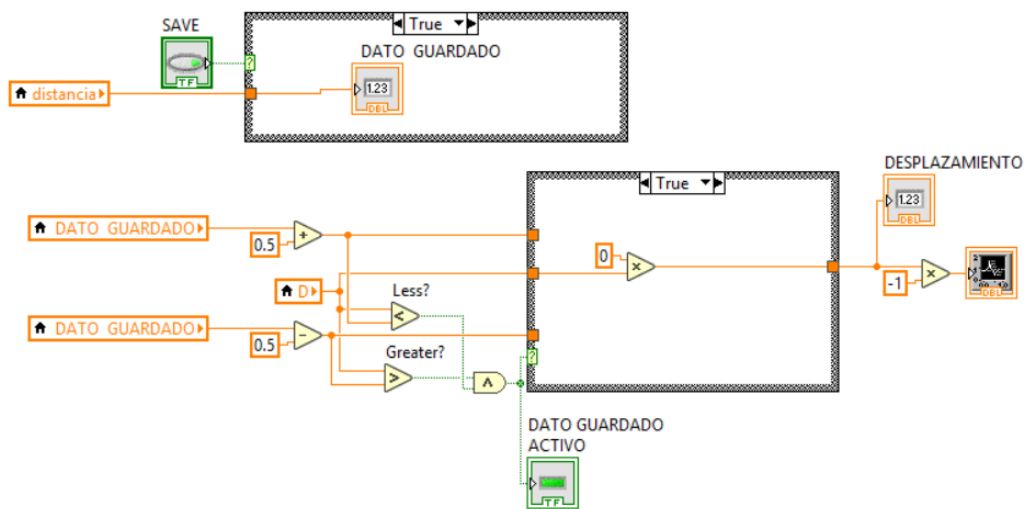 SAVE
TF
distancia
True
?
DATO GUARDADO
1.23
DBL
DATO GUARDADO
0.5
+
D
Less?
<
DATO GUARDADO
0.5
-
Greater?
>
∧
True
0
x
?
DESPLAZAMIENTO
1.23
DBL
-1
x
DBL
DATO GUARDADO
ACTIVO
TF